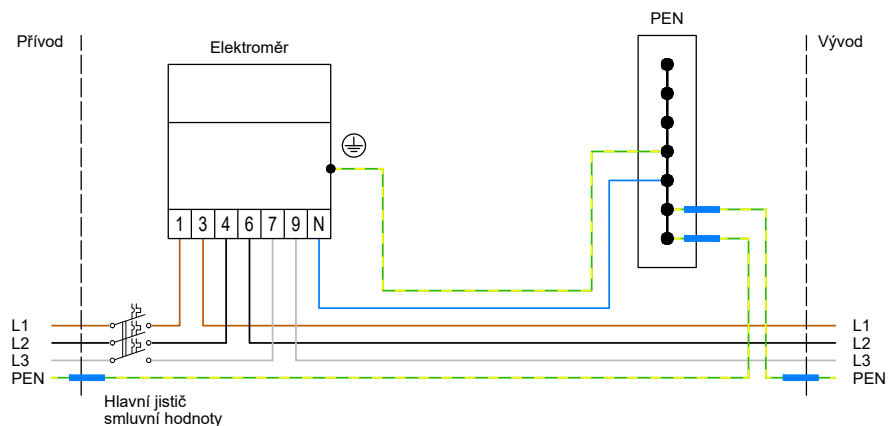 PEN
Přívod
Elektroměr
Vývod
1 3 4 6 7 9 N
L1
L2
L3
PEN
L1
L2
L3
PEN
Hlavní jistič
smluvní hodnoty